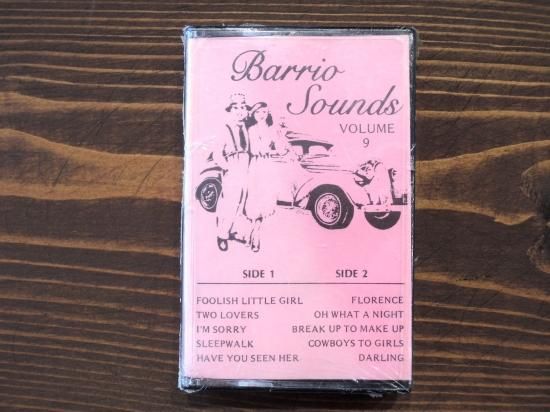 Barrio
Sounds
VOLUME
9
SIDE 1
FOOLISH LITTLE GIRL
TWO LOVERS
I'M SORRY
SLEEPWALK
HAVE YOU SEEN HER
SIDE 2
FLORENCE
OH WHAT A NIGHT
BREAK UP TO MAKE UP
COWBOYS TO GIRLS
DARLING